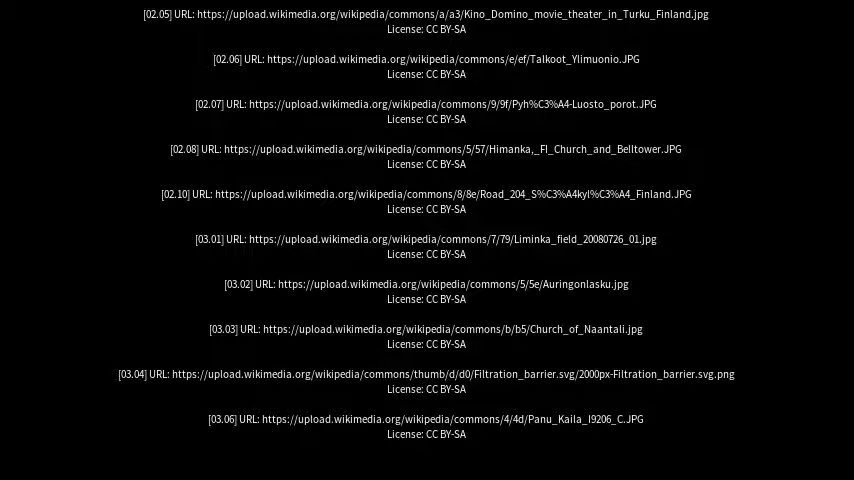 [02.05] URL: https://upload.wikimedia.org/wikipedia/commons/a/a3/Kino_Domino_movie_theater_in_Turku_Finland.jpg
License: CC BY-SA
[02.06] URL: https://upload.wikimedia.org/wikipedia/commons/e/ef/Talkoot_Ylimuonio.JPG
License: CC BY-SA
[02.07] URL: https://upload.wikimedia.org/wikipedia/commons/9/9f/Pyh%C3%A4-Luosto_porot.JPG
License: CC BY-SA
[02.08] URL: https://upload.wikimedia.org/wikipedia/commons/5/57/Himanka,_FI_Church_and_Belltower.JPG
License: CC BY-SA
[02.10] URL: https://upload.wikimedia.org/wikipedia/commons/8/8e/Road_204_S%C3%A4kyl%C3%A4_Finland.JPG
License: CC BY-SA
[03.01] URL: https://upload.wikimedia.org/wikipedia/commons/7/79/Liminka_field_20080726_01.jpg
License: CC BY-SA
[03.02] URL: https://upload.wikimedia.org/wikipedia/commons/5/5e/Auringonlasku.jpg
License: CC BY-SA
[03.03] URL: https://upload.wikimedia.org/wikipedia/commons/b/b5/Church_of_Naantali.jpg
License: CC BY-SA
[03.04] URL: https://upload.wikimedia.org/wikipedia/commons/thumb/d/d0/Filtration_barrier.svg/2000px-Filtration_barrier.svg.png
License: CC BY-SA
[03.06] URL: https://upload.wikimedia.org/wikipedia/commons/4/4d/Panu_Kaila_I9206_C.JPG
License: CC BY-SA